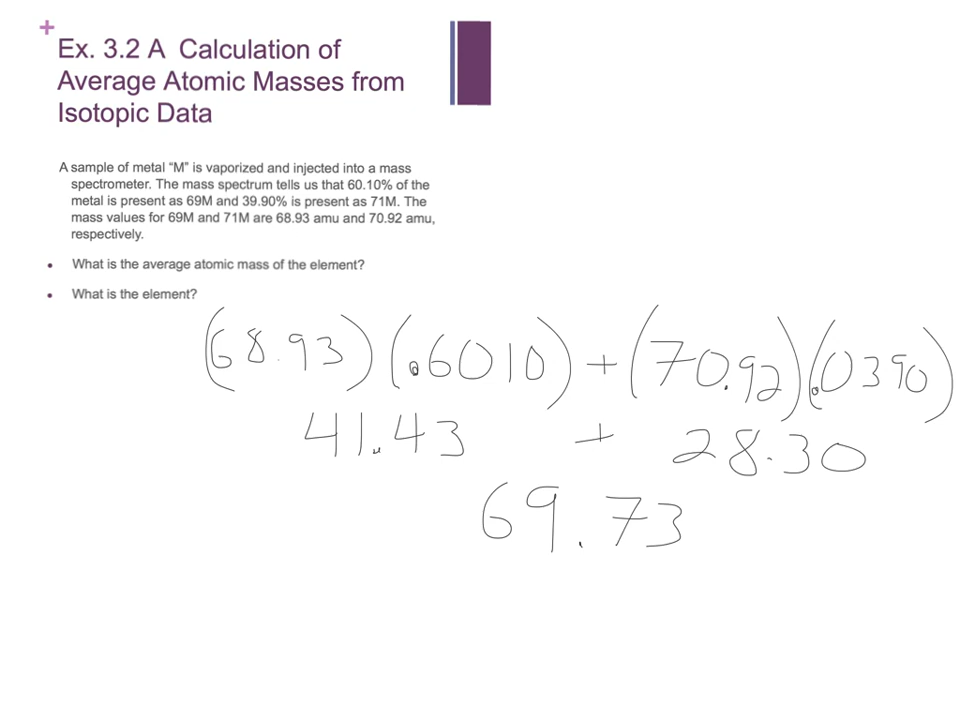 +
Ex. 3.2 A Calculation of
Average Atomic Masses from
Isotopic Data
A sample of metal “M” is vaporized and injected into a mass
spectrometer. The mass spectrum tells us that 60.10% of the
metal is present as 69M and 39.90% is present as 71M. The
mass values for 69M and 71M are 68.93 amu and 70.92 amu,
respectively.
• What is the average atomic mass of the element?
• What is the element?
(68.93)(.6010) + (70.92)(.0390)
41.43 + 28.30
69.73